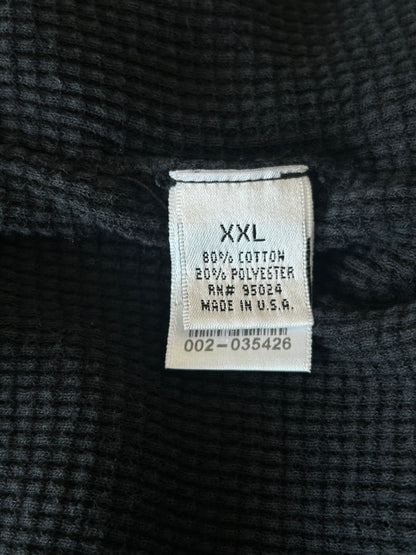 XXL
80% COTTON
20% POLYESTER
RN# 95024
MADE IN U.S.A.
002-035426